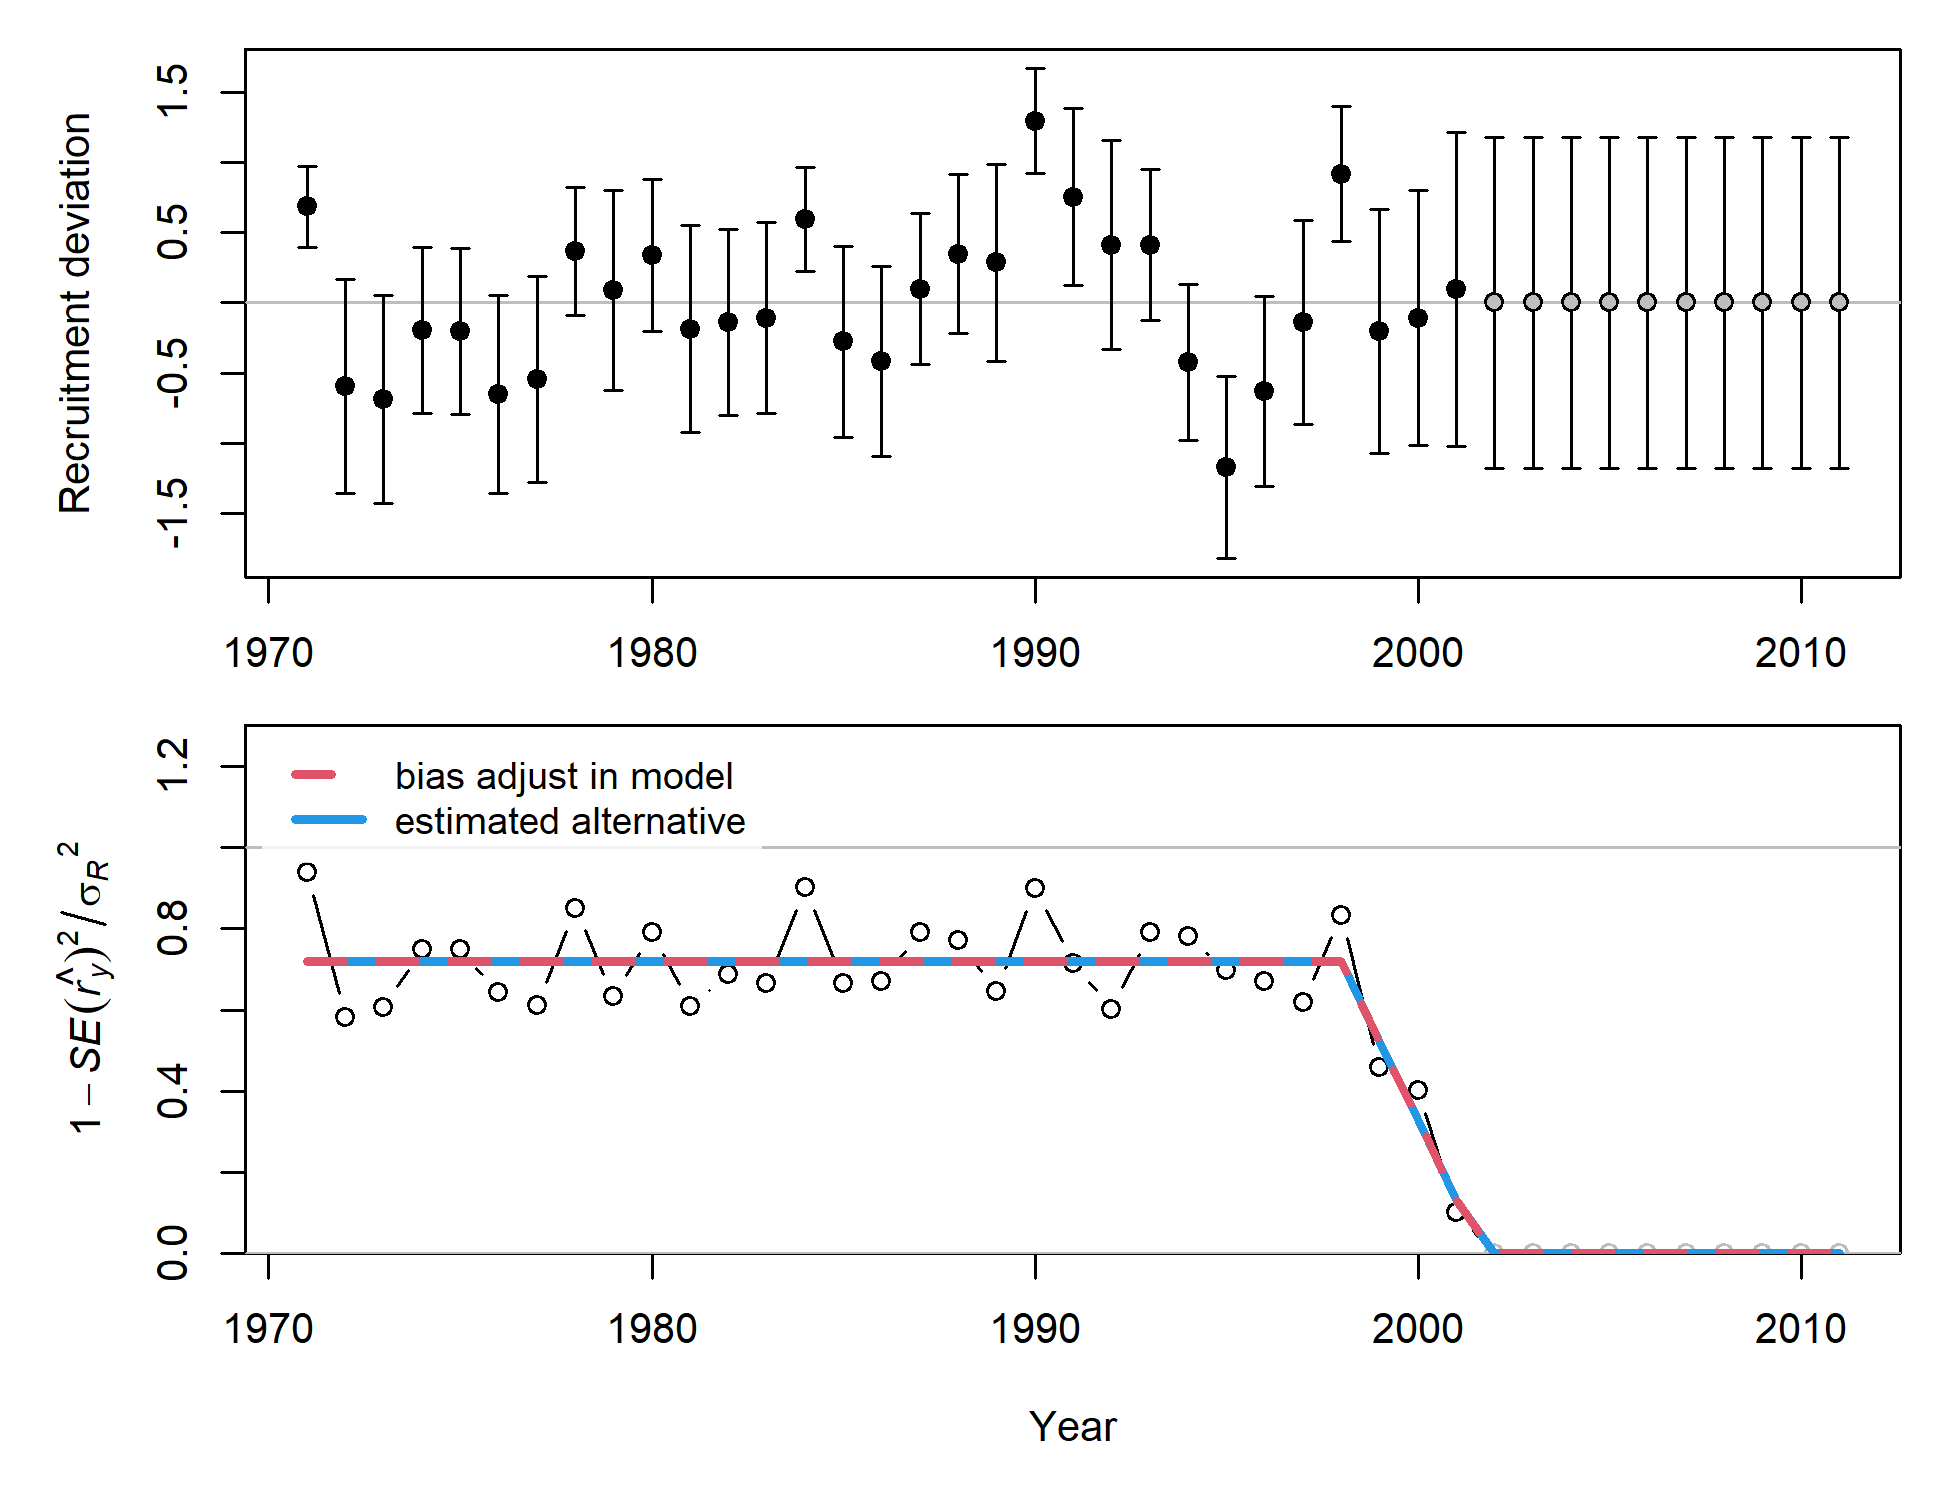 Recruitment deviation
1.5
0.5
-0.5
-1.5
1970 1980 1990 2000 2010
bias adjust in model
estimated alternative
1 − SE(r̂y)²/σR²
1.2
0.8
0.4
0.0
1970 1980 1990 2000 2010
Year